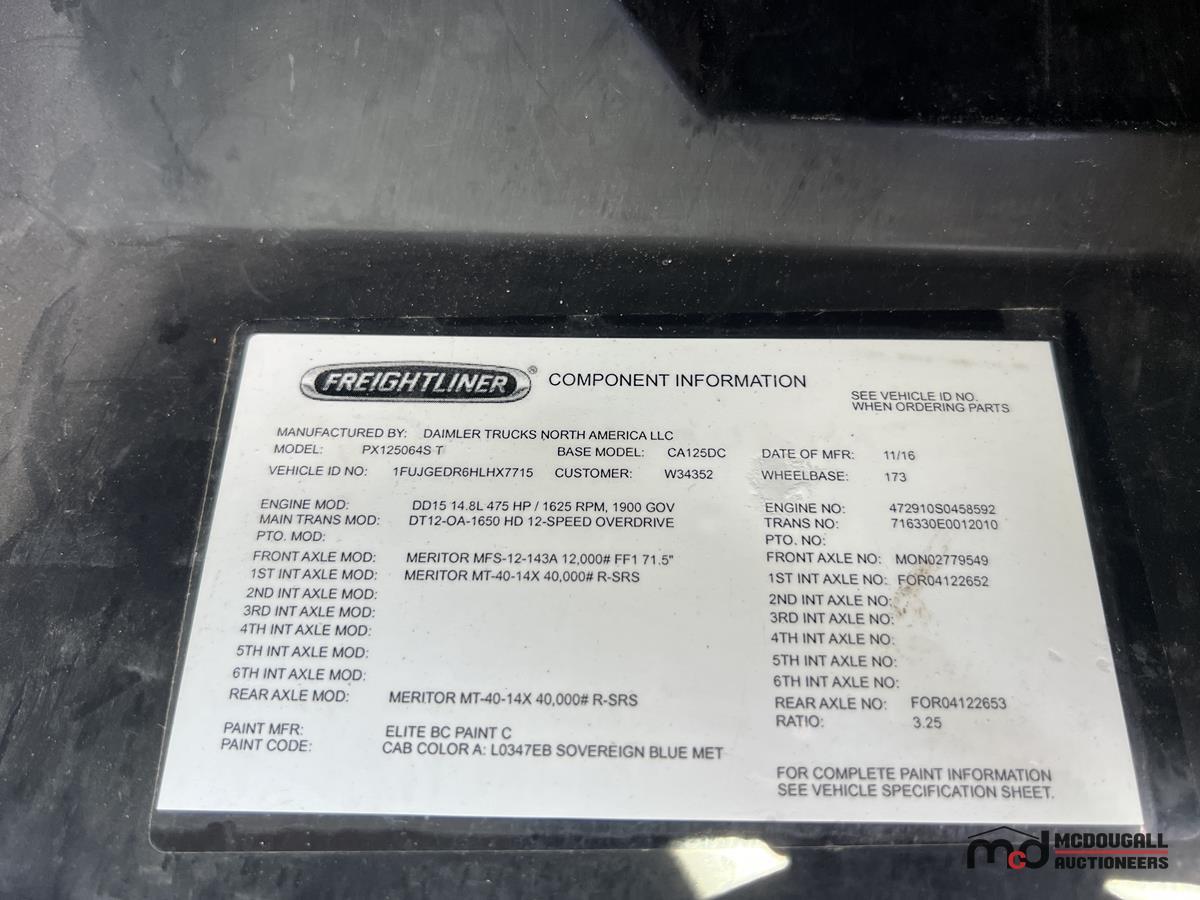 FREIGHTLINER® COMPONENT INFORMATION
SEE VEHICLE ID NO.
WHEN ORDERING PARTS
MANUFACTURED BY: DAIMLER TRUCKS NORTH AMERICA LLC
MODEL: PX125064S T BASE MODEL: CA125DC DATE OF MFR: 11/16
VEHICLE ID NO: 1FUJGEDR6HLHX7715 CUSTOMER: W34352 WHEELBASE: 173
ENGINE MOD: DD15 14.8L 475 HP / 1625 RPM, 1900 GOV ENGINE NO: 472910S0458592
MAIN TRANS MOD: DT12-OA-1650 HD 12-SPEED OVERDRIVE TRANS NO: 716330E0012010
PTO. MOD: PTO. NO:
FRONT AXLE MOD: MERITOR MFS-12-143A 12,000# FF1 71.5" FRONT AXLE NO: MON02779549
1ST INT AXLE MOD: MERITOR MT-40-14X 40,000# R-SRS 1ST INT AXLE NO: FOR04122652
2ND INT AXLE MOD: 2ND INT AXLE NO:
3RD INT AXLE MOD: 3RD INT AXLE NO:
4TH INT AXLE MOD: 4TH INT AXLE NO:
5TH INT AXLE MOD: 5TH INT AXLE NO:
6TH INT AXLE MOD: 6TH INT AXLE NO:
REAR AXLE MOD: MERITOR MT-40-14X 40,000# R-SRS REAR AXLE NO: FOR04122653
RATIO: 3.25
PAINT MFR: ELITE BC PAINT C
PAINT CODE: CAB COLOR A: L0347EB SOVEREIGN BLUE MET
FOR COMPLETE PAINT INFORMATION
SEE VEHICLE SPECIFICATION SHEET.
mcd MCDOUGALL
AUCTIONEERS